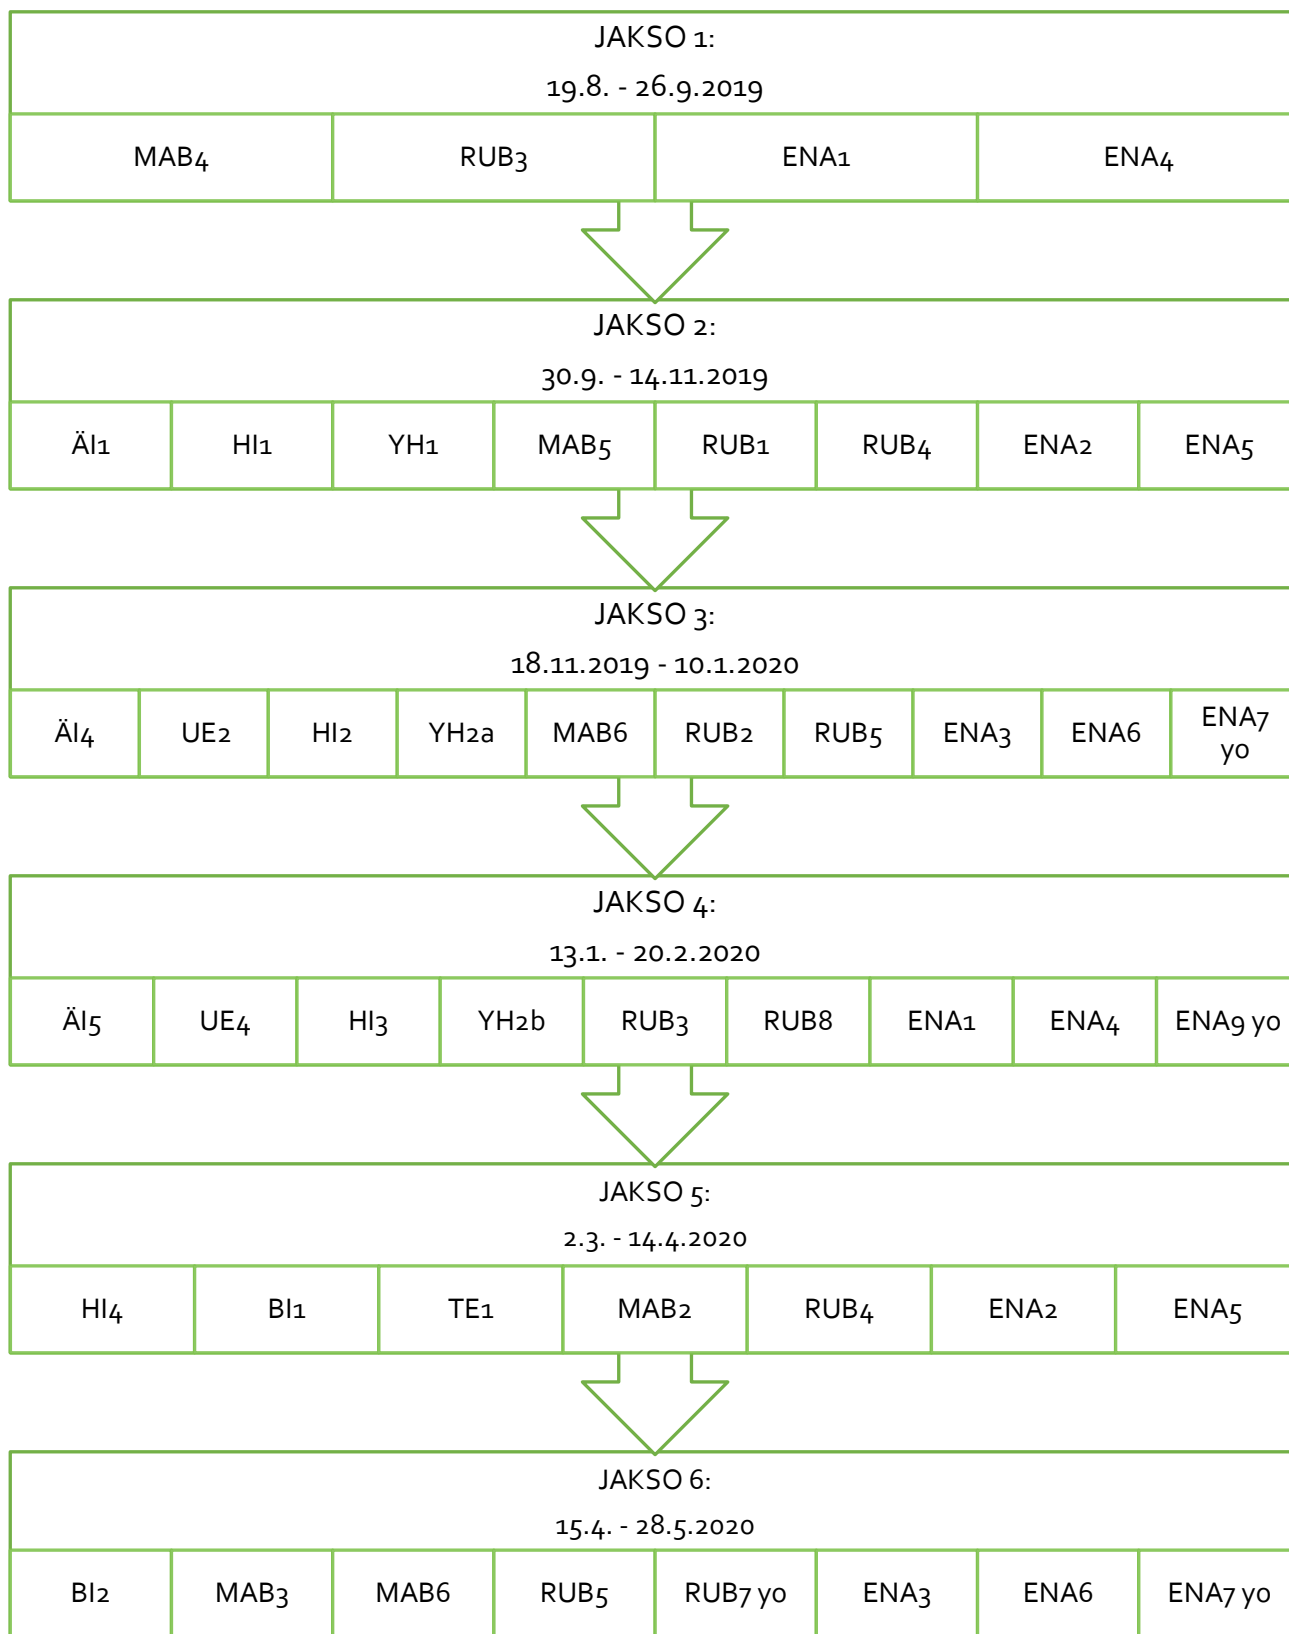 JAKSO 1:
19.8. - 26.9.2019
MAB4 RUB3 ENA1 ENA4
JAKSO 2:
30.9. - 14.11.2019
ÄI1 HI1 YH1 MAB5 RUB1 RUB4 ENA2 ENA5
JAKSO 3:
18.11.2019 - 10.1.2020
ÄI4 UE2 HI2 YH2a MAB6 RUB2 RUB5 ENA3 ENA6 ENA7
yo
JAKSO 4:
13.1. - 20.2.2020
ÄI5 UE4 HI3 YH2b RUB3 RUB8 ENA1 ENA4 ENA9 yo
JAKSO 5:
2.3. - 14.4.2020
HI4 BI1 TE1 MAB2 RUB4 ENA2 ENA5
JAKSO 6:
15.4. - 28.5.2020
BI2 MAB3 MAB6 RUB5 RUB7 yo ENA3 ENA6 ENA7 yo